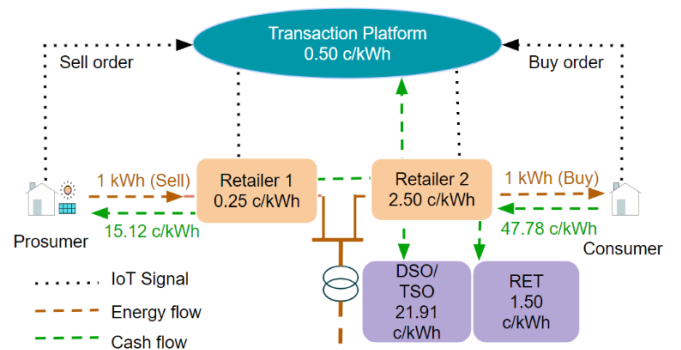 Transaction Platform
0.50 c/kWh
Sell order
Buy order
1 kWh (Sell)
Retailer 1
0.25 c/kWh
Retailer 2
2.50 c/kWh
1 kWh (Buy)
15.12 c/kWh
47.78 c/kWh
Prosumer
Consumer
DSO/
TSO
21.91
c/kWh
RET
1.50
c/kWh
IoT Signal
Energy flow
Cash flow